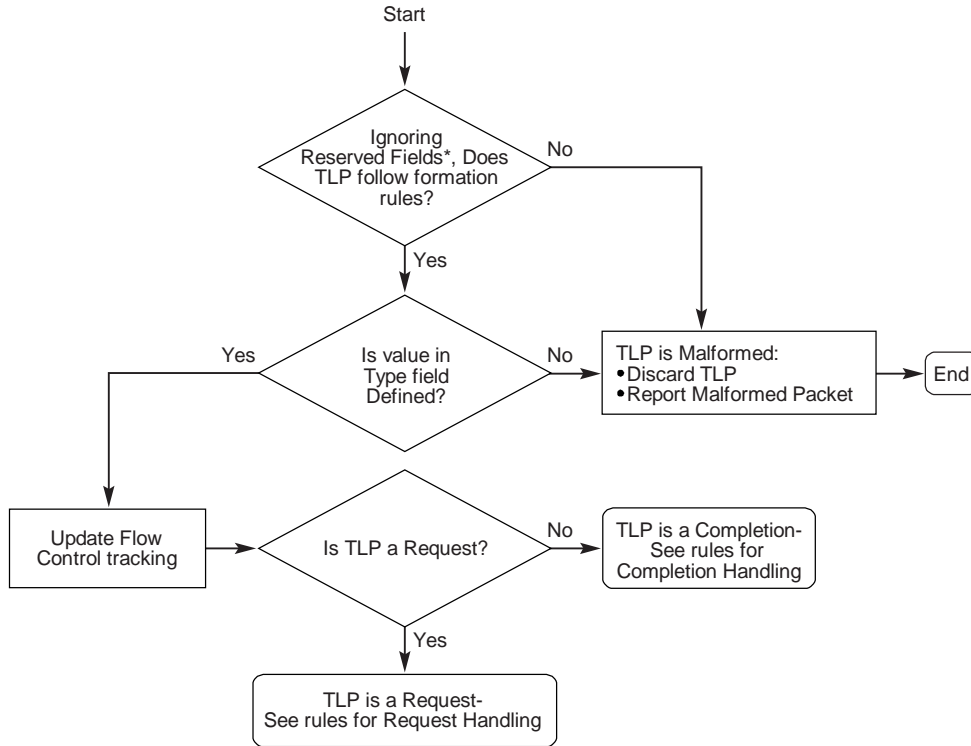 Start
Ignoring
Reserved Fields*, Does
TLP follow formation
rules?
No
Yes
Is value in
Type field
Defined?
Yes
No
TLP is Malformed:
•Discard TLP
•Report Malformed Packet
End
Update Flow
Control tracking
Is TLP a Request?
No
TLP is a Completion-
See rules for
Completion Handling
Yes
TLP is a Request-
See rules for Request Handling